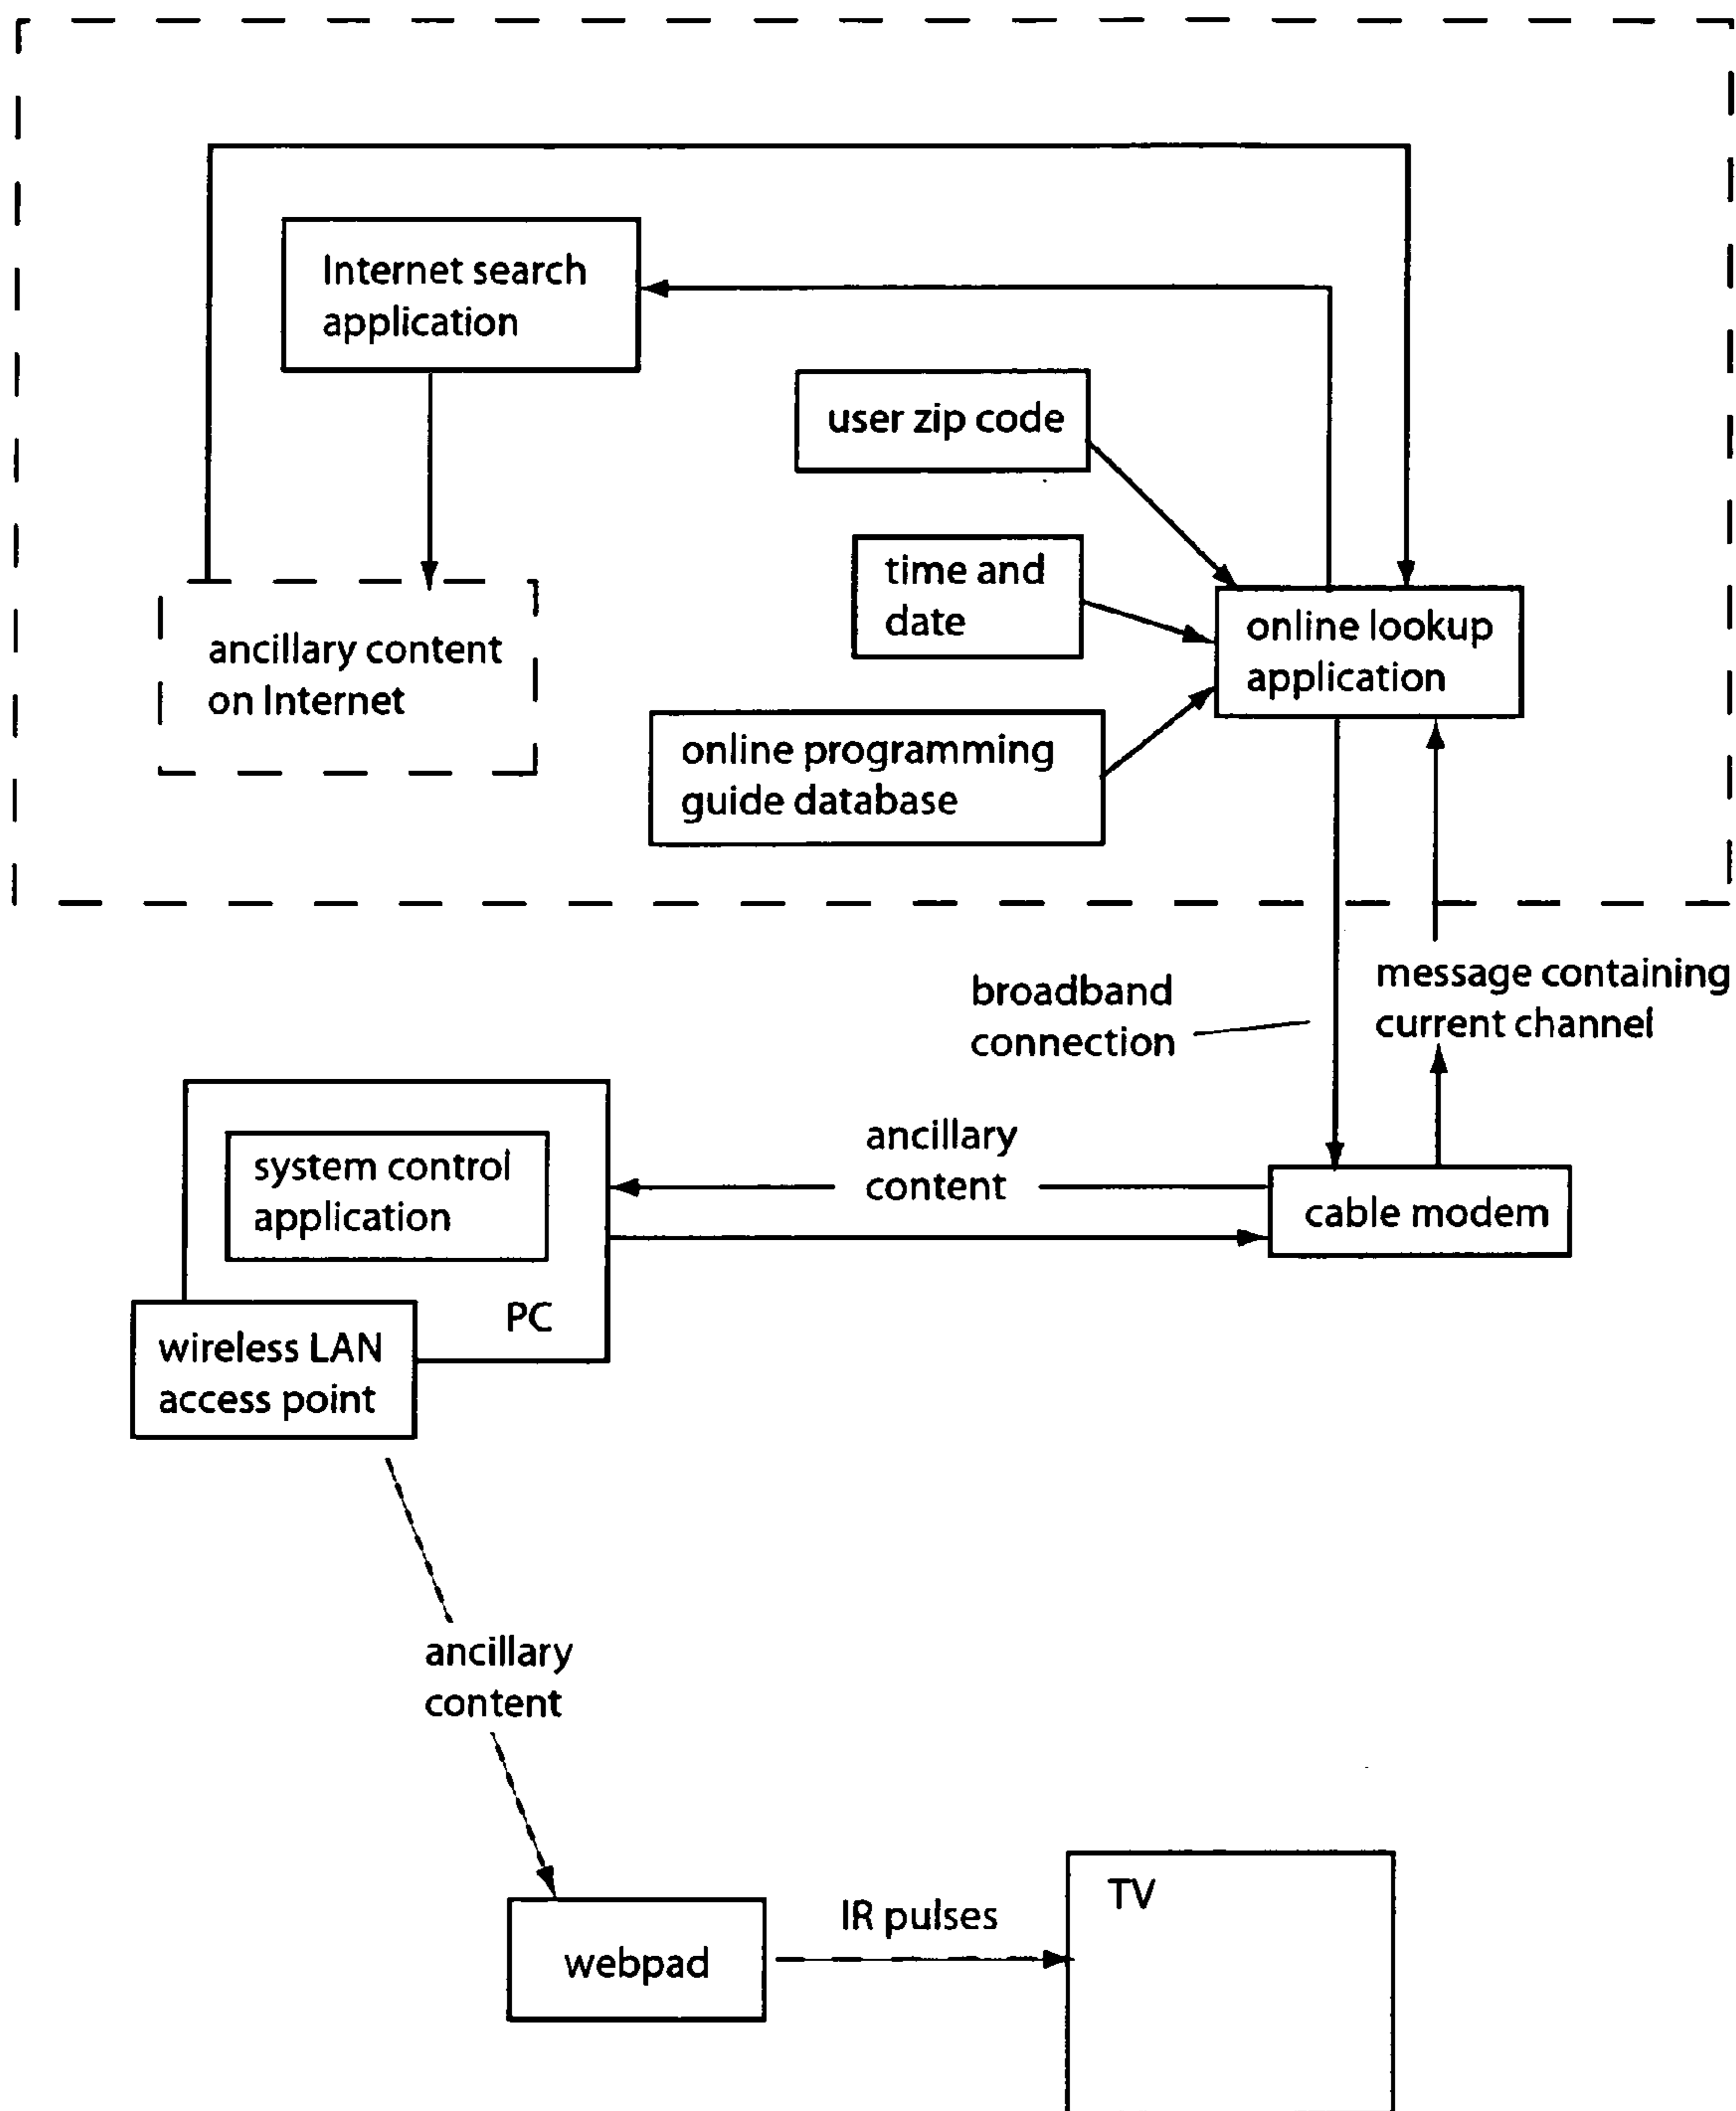 Internet search
application
user zip code
time and
date
online lookup
application
ancillary content
on Internet
online programming
guide database
broadband
connection
message containing
current channel
ancillary
content
system control
application
cable modem
PC
wireless LAN
access point
ancillary
content
TV
IR pulses
webpad